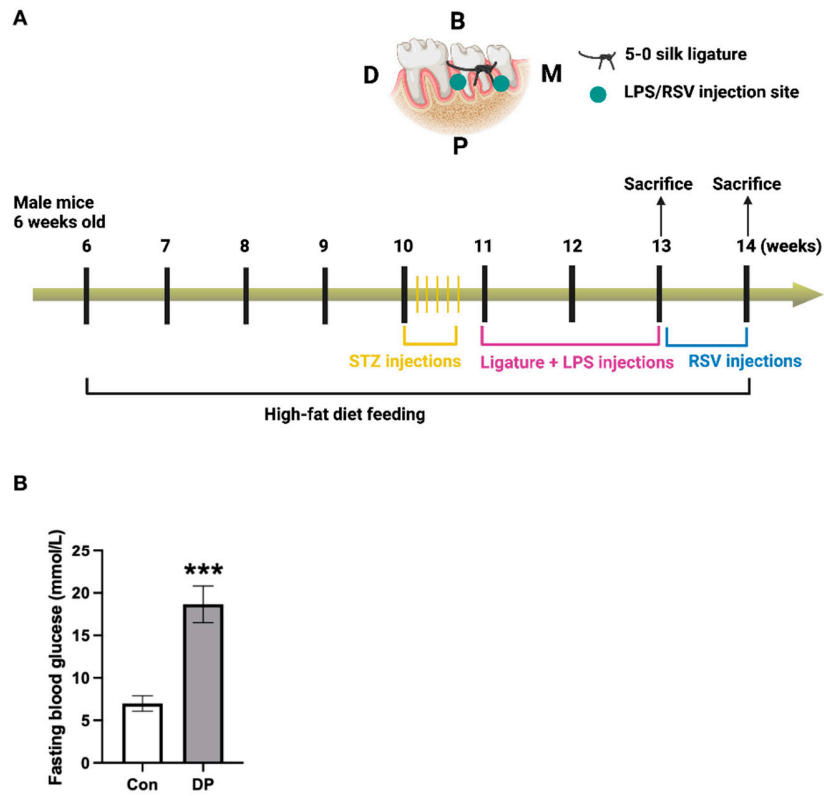 A
B
D
M
P
5-0 silk ligature
LPS/RSV injection site
Male mice
6 weeks old
Sacrifice
Sacrifice
6 7 8 9 10 11 12 13 14 (weeks)
STZ injections
Ligature + LPS injections
RSV injections
High-fat diet feeding
B
Fasting blood glucese (mmol/L)
25
20
15
10
5
0
***
Con
DP